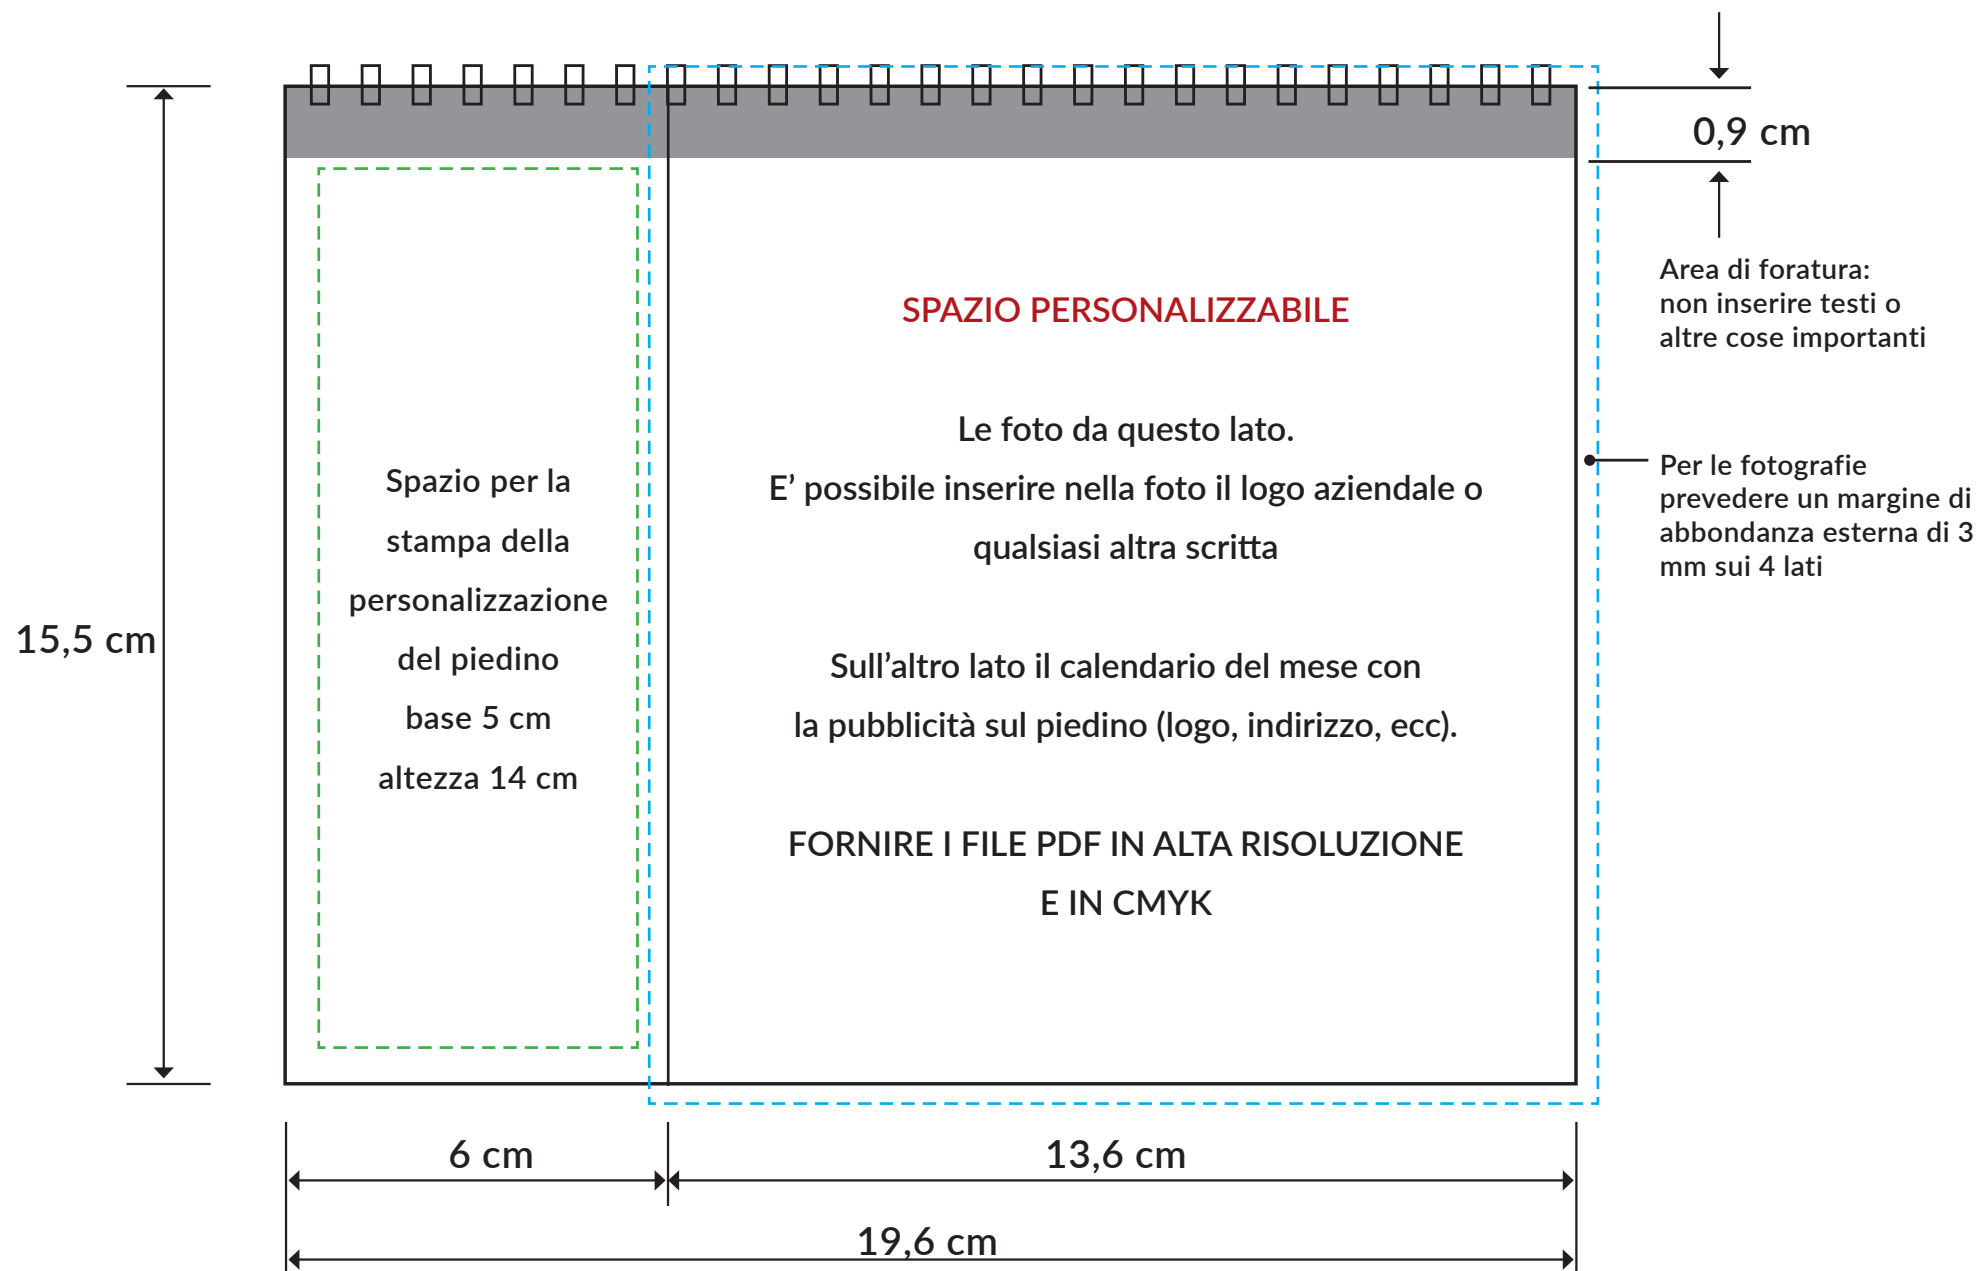 0,9 cm
Area di foratura:
non inserire testi o
altre cose importanti
SPAZIO PERSONALIZZABILE
Le foto da questo lato.
E’ possibile inserire nella foto il logo aziendale o
qualsiasi altra scritta
Sull’altro lato il calendario del mese con
la pubblicità sul piedino (logo, indirizzo, ecc).
FORNIRE I FILE PDF IN ALTA RISOLUZIONE
E IN CMYK
Per le fotografie
prevedere un margine di
abbondanza esterna di 3
mm sui 4 lati
Spazio per la
stampa della
personalizzazione
del piedino
base 5 cm
altezza 14 cm
15,5 cm
6 cm
13,6 cm
19,6 cm